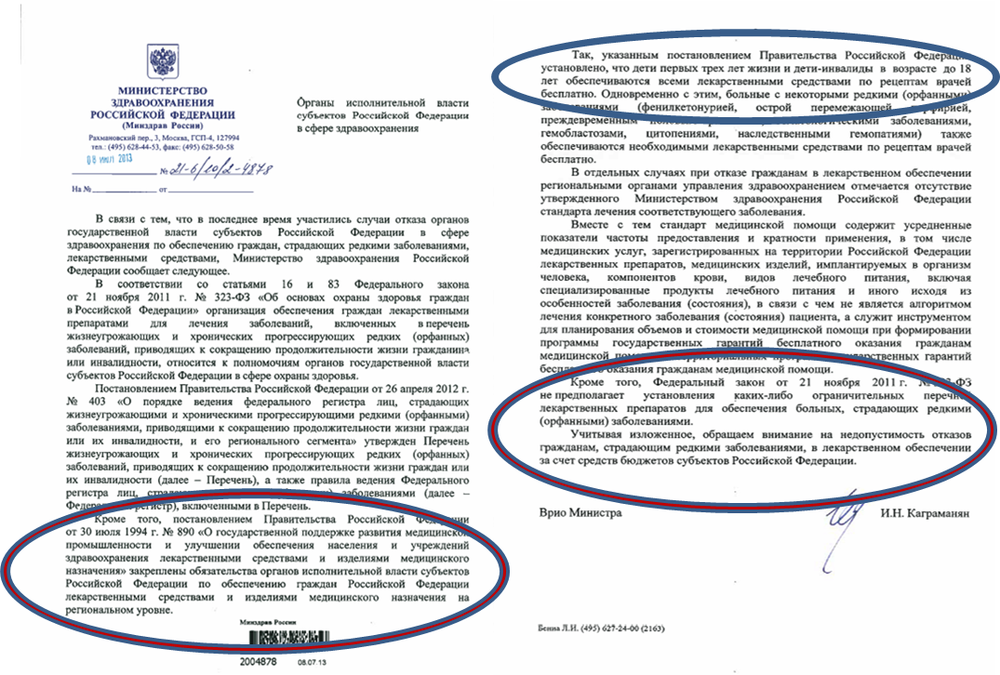 МИНИСТЕРСТВО
ЗДРАВООХРАНЕНИЯ
РОССИЙСКОЙ ФЕДЕРАЦИИ
(Минздрав России)
Рахмановский пер., 3, Москва, ГСП-4, 127994
тел.: (495) 628-44-53, факс: (495) 628-50-58
08 ИЮЛ 2013
№ 21-6/10/2-4878
На № от
Органы исполнительной власти
субъектов Российской Федерации
в сфере здравоохранения
В связи с тем, что в последнее время участились случаи отказа органов
государственной власти субъектов Российской Федерации в сфере
здравоохранения по обеспечению граждан, страдающих редкими заболеваниями,
лекарственными средствами, Министерство здравоохранения Российской
Федерации сообщает следующее.
В соответствии со статьями 16 и 83 Федерального закона
от 21 ноября 2011 г. № 323-ФЗ «Об основах охраны здоровья граждан
в Российской Федерации» организация обеспечения граждан лекарственными
препаратами для лечения заболеваний, включенных в перечень
жизнеугрожающих и хронических прогрессирующих редких (орфанных)
заболеваний, приводящих к сокращению продолжительности жизни гражданина
или инвалидности, относится к полномочиям органов государственной власти
субъектов Российской Федерации в сфере охраны здоровья.
Постановлением Правительства Российской Федерации от 26 апреля 2012 г.
№ 403 «О порядке ведения федерального регистра лиц, страдающих
жизнеугрожающими и хроническими прогрессирующими редкими (орфанными)
заболеваниями, приводящими к сокращению продолжительности жизни граждан
или их инвалидности, и его регионального сегмента» утвержден Перечень
жизнеугрожающих и хронических прогрессирующих редких (орфанных)
заболеваний, приводящих к сокращению продолжительности жизни граждан или
их инвалидности (далее – Перечень), а также правила ведения Федерального
регистра лиц, заболеваниями (далее –
регистр), включенными в Перечень.
Кроме того, постановлением Правительства Российской Федерации
от 30 июля 1994 г. № 890 «О государственной поддержке развития медицинской
промышленности и улучшении обеспечения населения и учреждений
здравоохранения лекарственными средствами и изделиями медицинского
назначения» закреплены обязательства органов исполнительной власти субъектов
Российской Федерации по обеспечению граждан Российской Федерации
лекарственными средствами и изделиями медицинского назначения на
региональном уровне.
Минздрав России
2004878 08.07.13
Так, указанным постановлением Правительства Российской Федерации
установлено, что дети первых трех лет жизни и дети-инвалиды в возрасте до 18
лет обеспечиваются всеми лекарственными средствами по рецептам врачей
бесплатно. Одновременно с этим, больные с некоторыми редкими (орфанными)
заболеваниями (фенилкетонурией, острой перемежающей порфирией,
преждевременным заболеваниями,
гемобластозами, цитопениями, наследственными гемопатиями) также
обеспечиваются необходимыми лекарственными средствами по рецептам врачей
бесплатно.
В отдельных случаях при отказе гражданам в лекарственном обеспечении
региональными органами управления здравоохранением отмечается отсутствие
утвержденного Министерством здравоохранения Российской Федерации
стандарта лечения соответствующего заболевания.
Вместе с тем стандарт медицинской помощи содержит усредненные
показатели частоты предоставления и кратности применения, в том числе
медицинских услуг, зарегистрированных на территории Российской Федерации
лекарственных препаратов, медицинских изделий, имплантируемых в организм
человека, компонентов крови, видов лечебного питания, включая
специализированные продукты лечебного питания и иного исходя из
особенностей заболевания (состояния), в связи с чем не является алгоритмом
лечения конкретного заболевания (состояния) пациента, а служит инструментом
для планирования объемов и стоимости медицинской помощи при формировании
программы государственных гарантий бесплатного оказания гражданам
медицинской гарантий
оказания гражданам медицинской помощи.
Кроме того, Федеральный закон от 21 ноября 2011 г. № 323-ФЗ
не предполагает установления каких-либо ограничительных перечней
лекарственных препаратов для обеспечения больных, страдающих редкими
(орфанными) заболеваниями.
Учитывая изложенное, обращаем внимание на недопустимость отказов
гражданам, страдающим редкими заболеваниями, в лекарственном обеспечении
за счет средств бюджетов субъектов Российской Федерации.
Врио Министра И.Н. Каграманян
Бенна Л.И. (495) 627-24-00 (2163)